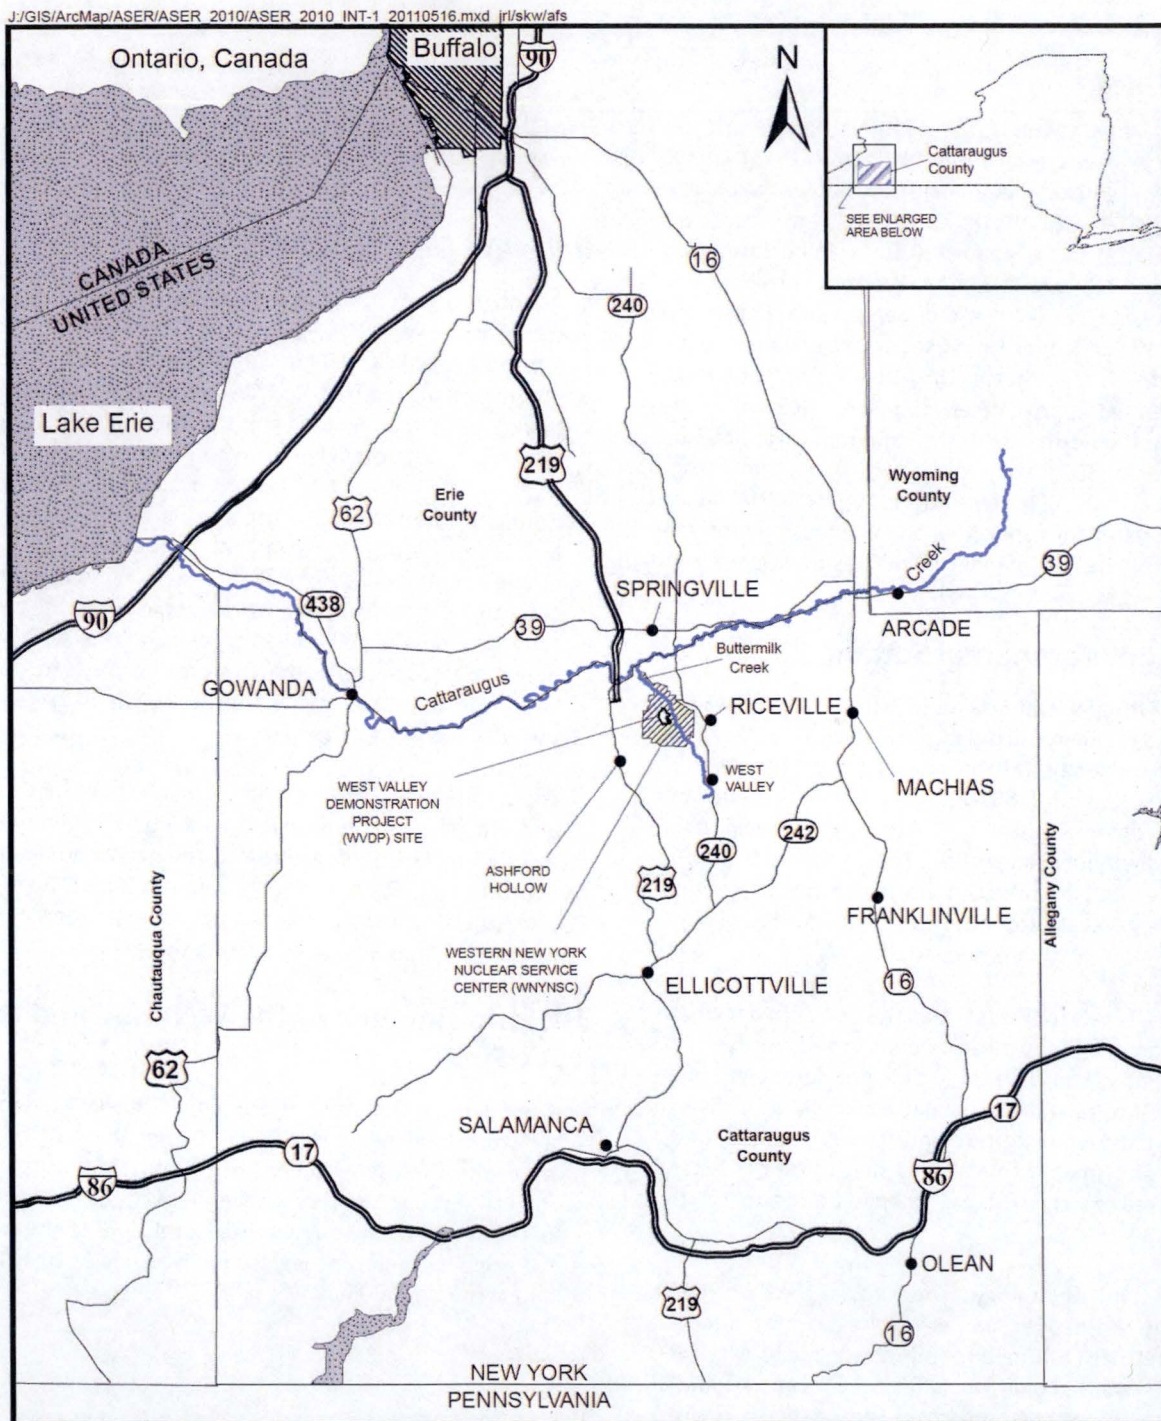 J:/GIS/ArcMap/ASER/ASER_2010/ASER_2010_INT-1_20110516.mxd jrl/skw/afs
Ontario, Canada
Buffalo
90
N
Cattaraugus
County
SEE ENLARGED
AREA BELOW
CANADA
UNITED STATES
16
240
Lake Erie
219
62
Erie
County
Wyoming
County
Creek
39
SPRINGVILLE
438
90
39
ARCADE
Buttermilk
Creek
GOWANDA
Cattaraugus
RICEVILLE
WEST
VALLEY
MACHIAS
WEST VALLEY
DEMONSTRATION
PROJECT
(WVDP) SITE
242
240
ASHFORD
HOLLOW
219
Chautauqua County
Allegany County
FRANKLINVILLE
WESTERN NEW YORK
NUCLEAR SERVICE
CENTER (WNYNSC)
ELLICOTTVILLE
16
62
17
SALAMANCA
Cattaraugus
County
17
86
86
OLEAN
219
16
NEW YORK
PENNSYLVANIA